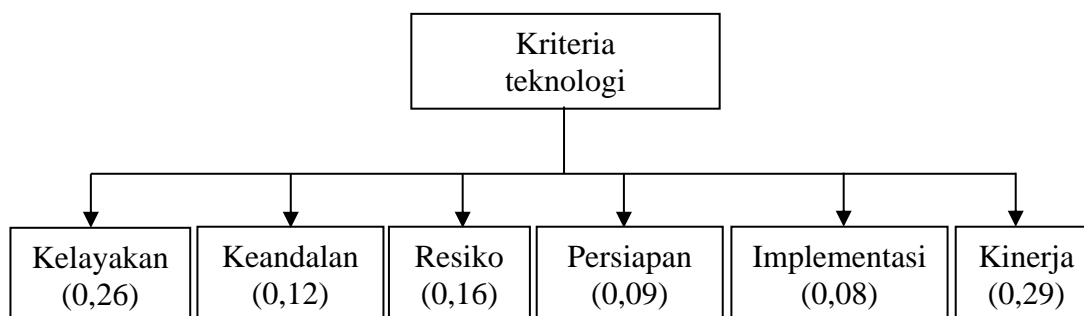 Kriteria
teknologi
Kelayakan
(0,26)
Keandalan
(0,12)
Resiko
(0,16)
Persiapan
(0,09)
Implementasi
(0,08)
Kinerja
(0,29)